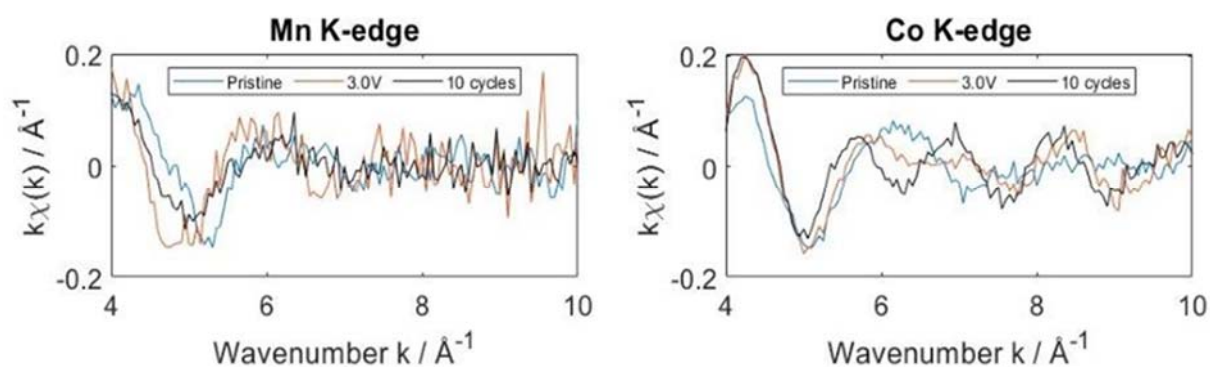 Mn K-edge
0.2
Pristine 3.0V 10 cycles
0
-0.2
kχ(k) / Å⁻¹
4 6 8 10
Wavenumber k / Å⁻¹
Co K-edge
0.2
Pristine 3.0V 10 cycles
0
-0.2
kχ(k) / Å⁻¹
4 6 8 10
Wavenumber k / Å⁻¹